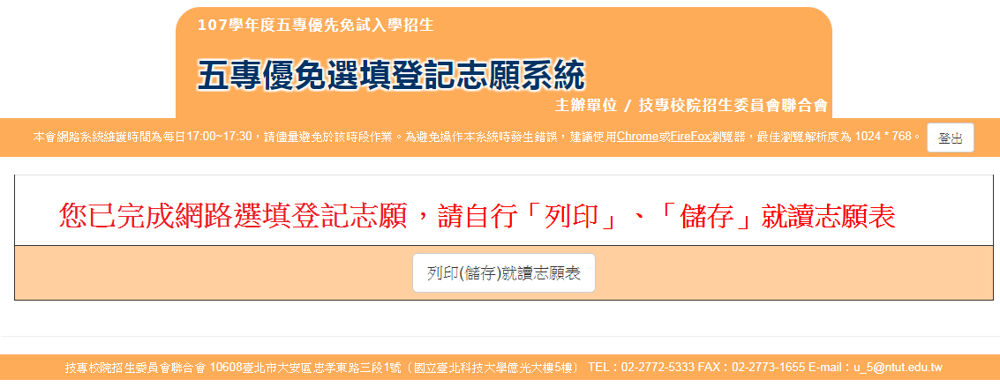 107學年度五專優先免試入學招生
五專優免選填登記志願系統
主辦單位 / 技專校院招生委員會聯合會
本會網路系統維護時間為每日17:00~17:30，請儘量避免於該時段作業。為避免操作本系統時發生錯誤，建議使用Chrome或FireFox瀏覽器，最佳瀏覽解析度為 1024 * 768。 登出
您已完成網路選填登記志願，請自行「列印」、「儲存」就讀志願表
列印(儲存)就讀志願表
技專校院招生委員會聯合會 10608臺北市大安區忠孝東路三段1號〔國立臺北科技大學億光大樓5樓〕 TEL：02-2772-5333 FAX：02-2773-1655 E-mail：u_5@ntut.edu.tw